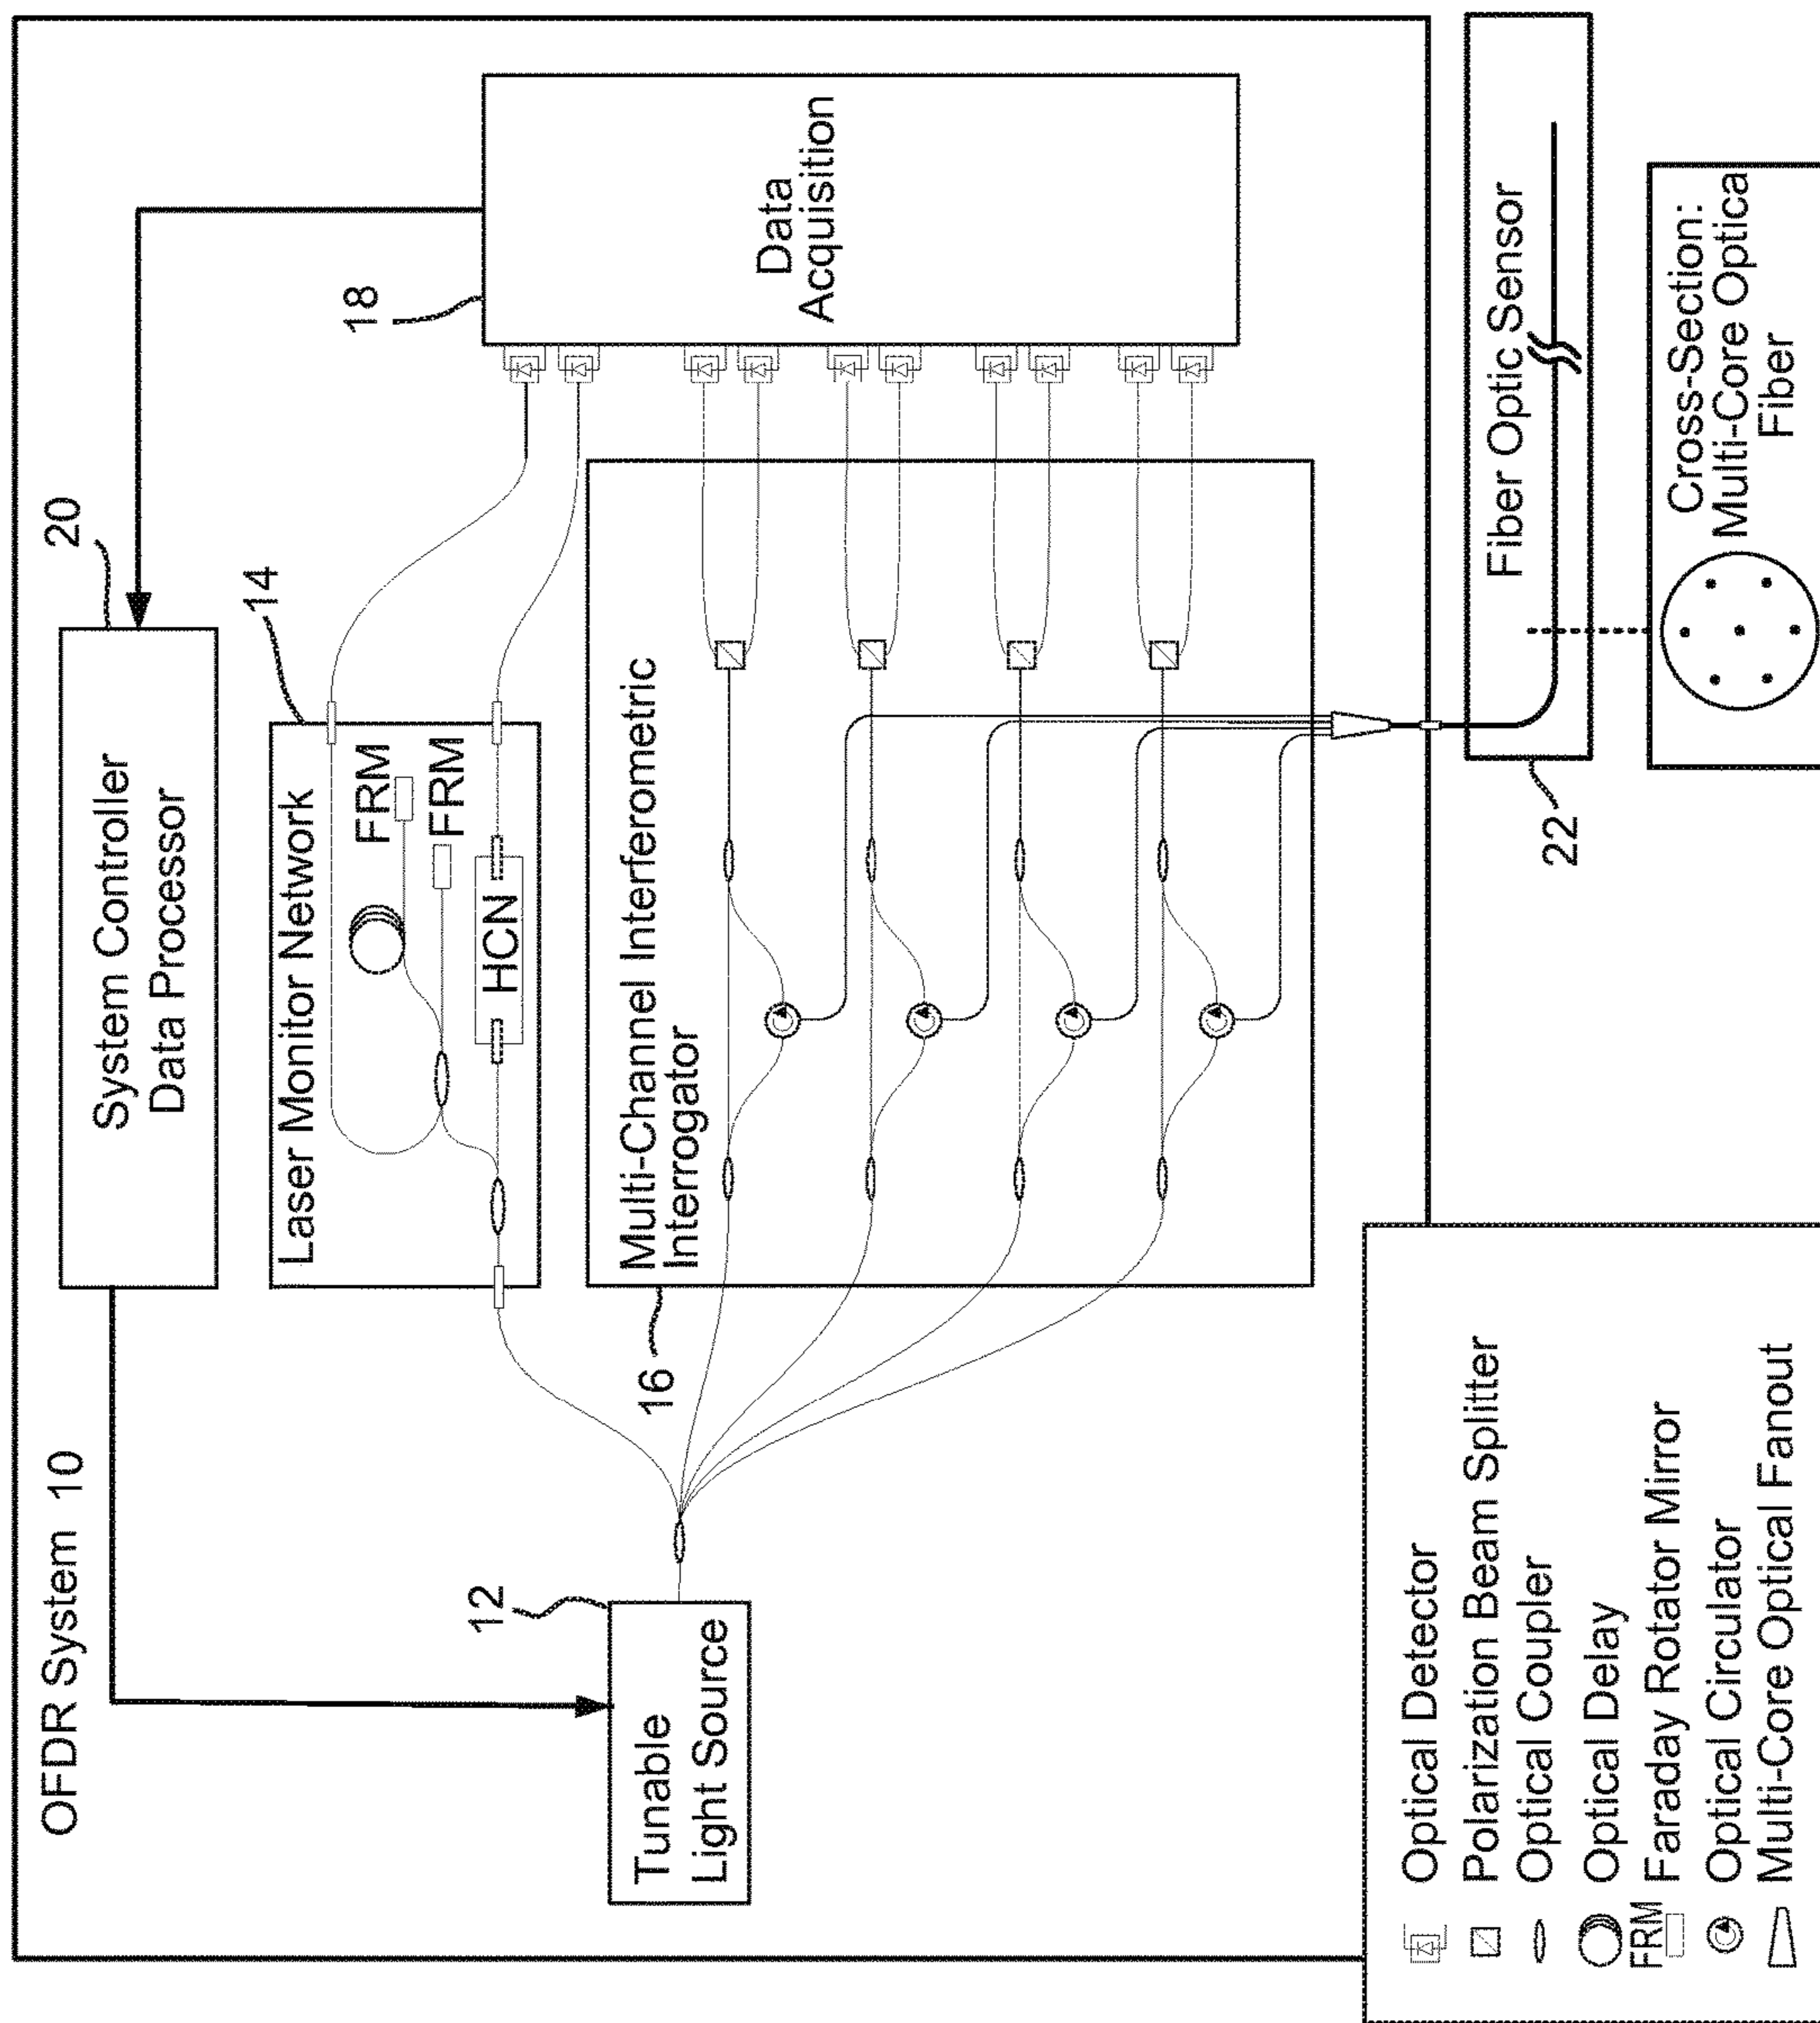 OFDR System 10
20
System Controller
Data Processor
14
Laser Monitor Network
FRM
FRM
HCN
18
Data
Acquisition
12
Tunable
Light Source
16
Multi-Channel Interferometric
Interrogator
22
Fiber Optic Sensor
Cross-Section:
Multi-Core Optica
Fiber
Optical Detector
Polarization Beam Splitter
Optical Coupler
Optical Delay
FRM Faraday Rotator Mirror
Optical Circulator
Multi-Core Optical Fanout